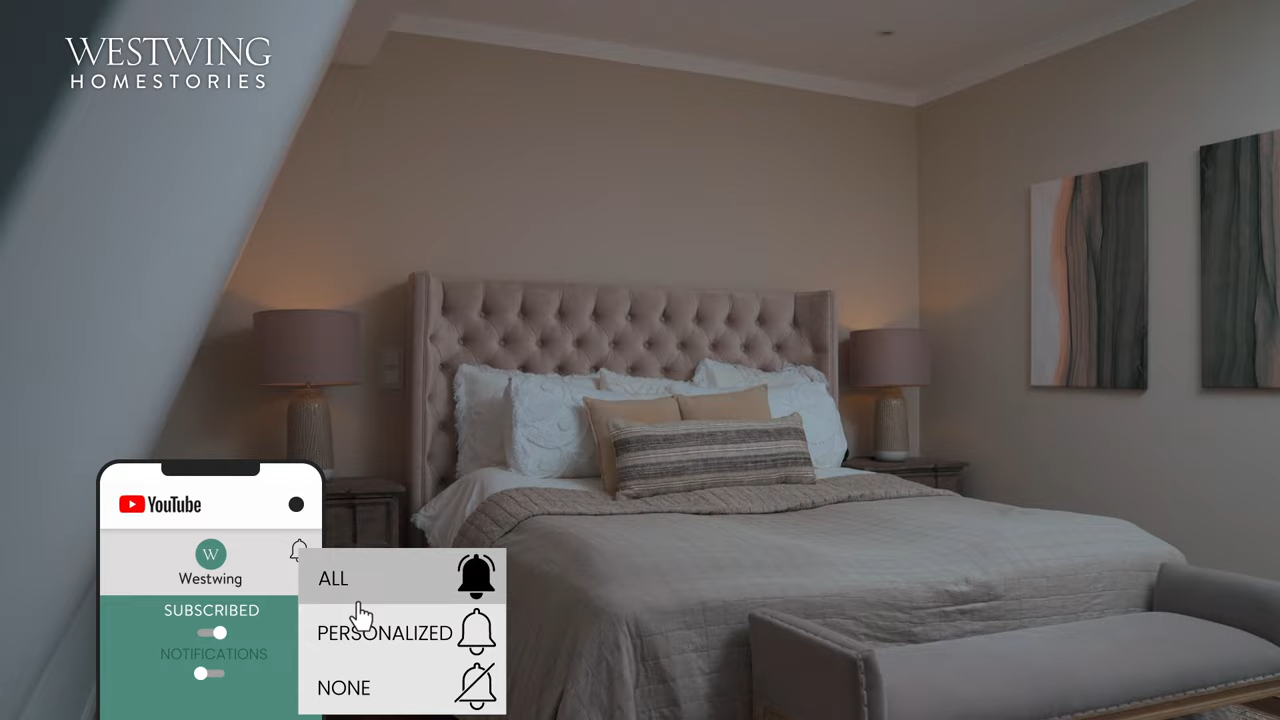 WESTWING
HOMESTORIES
YouTube
W
Westwing
SUBSCRIBED
NOTIFICATIONS
ALL
PERSONALIZED
NONE